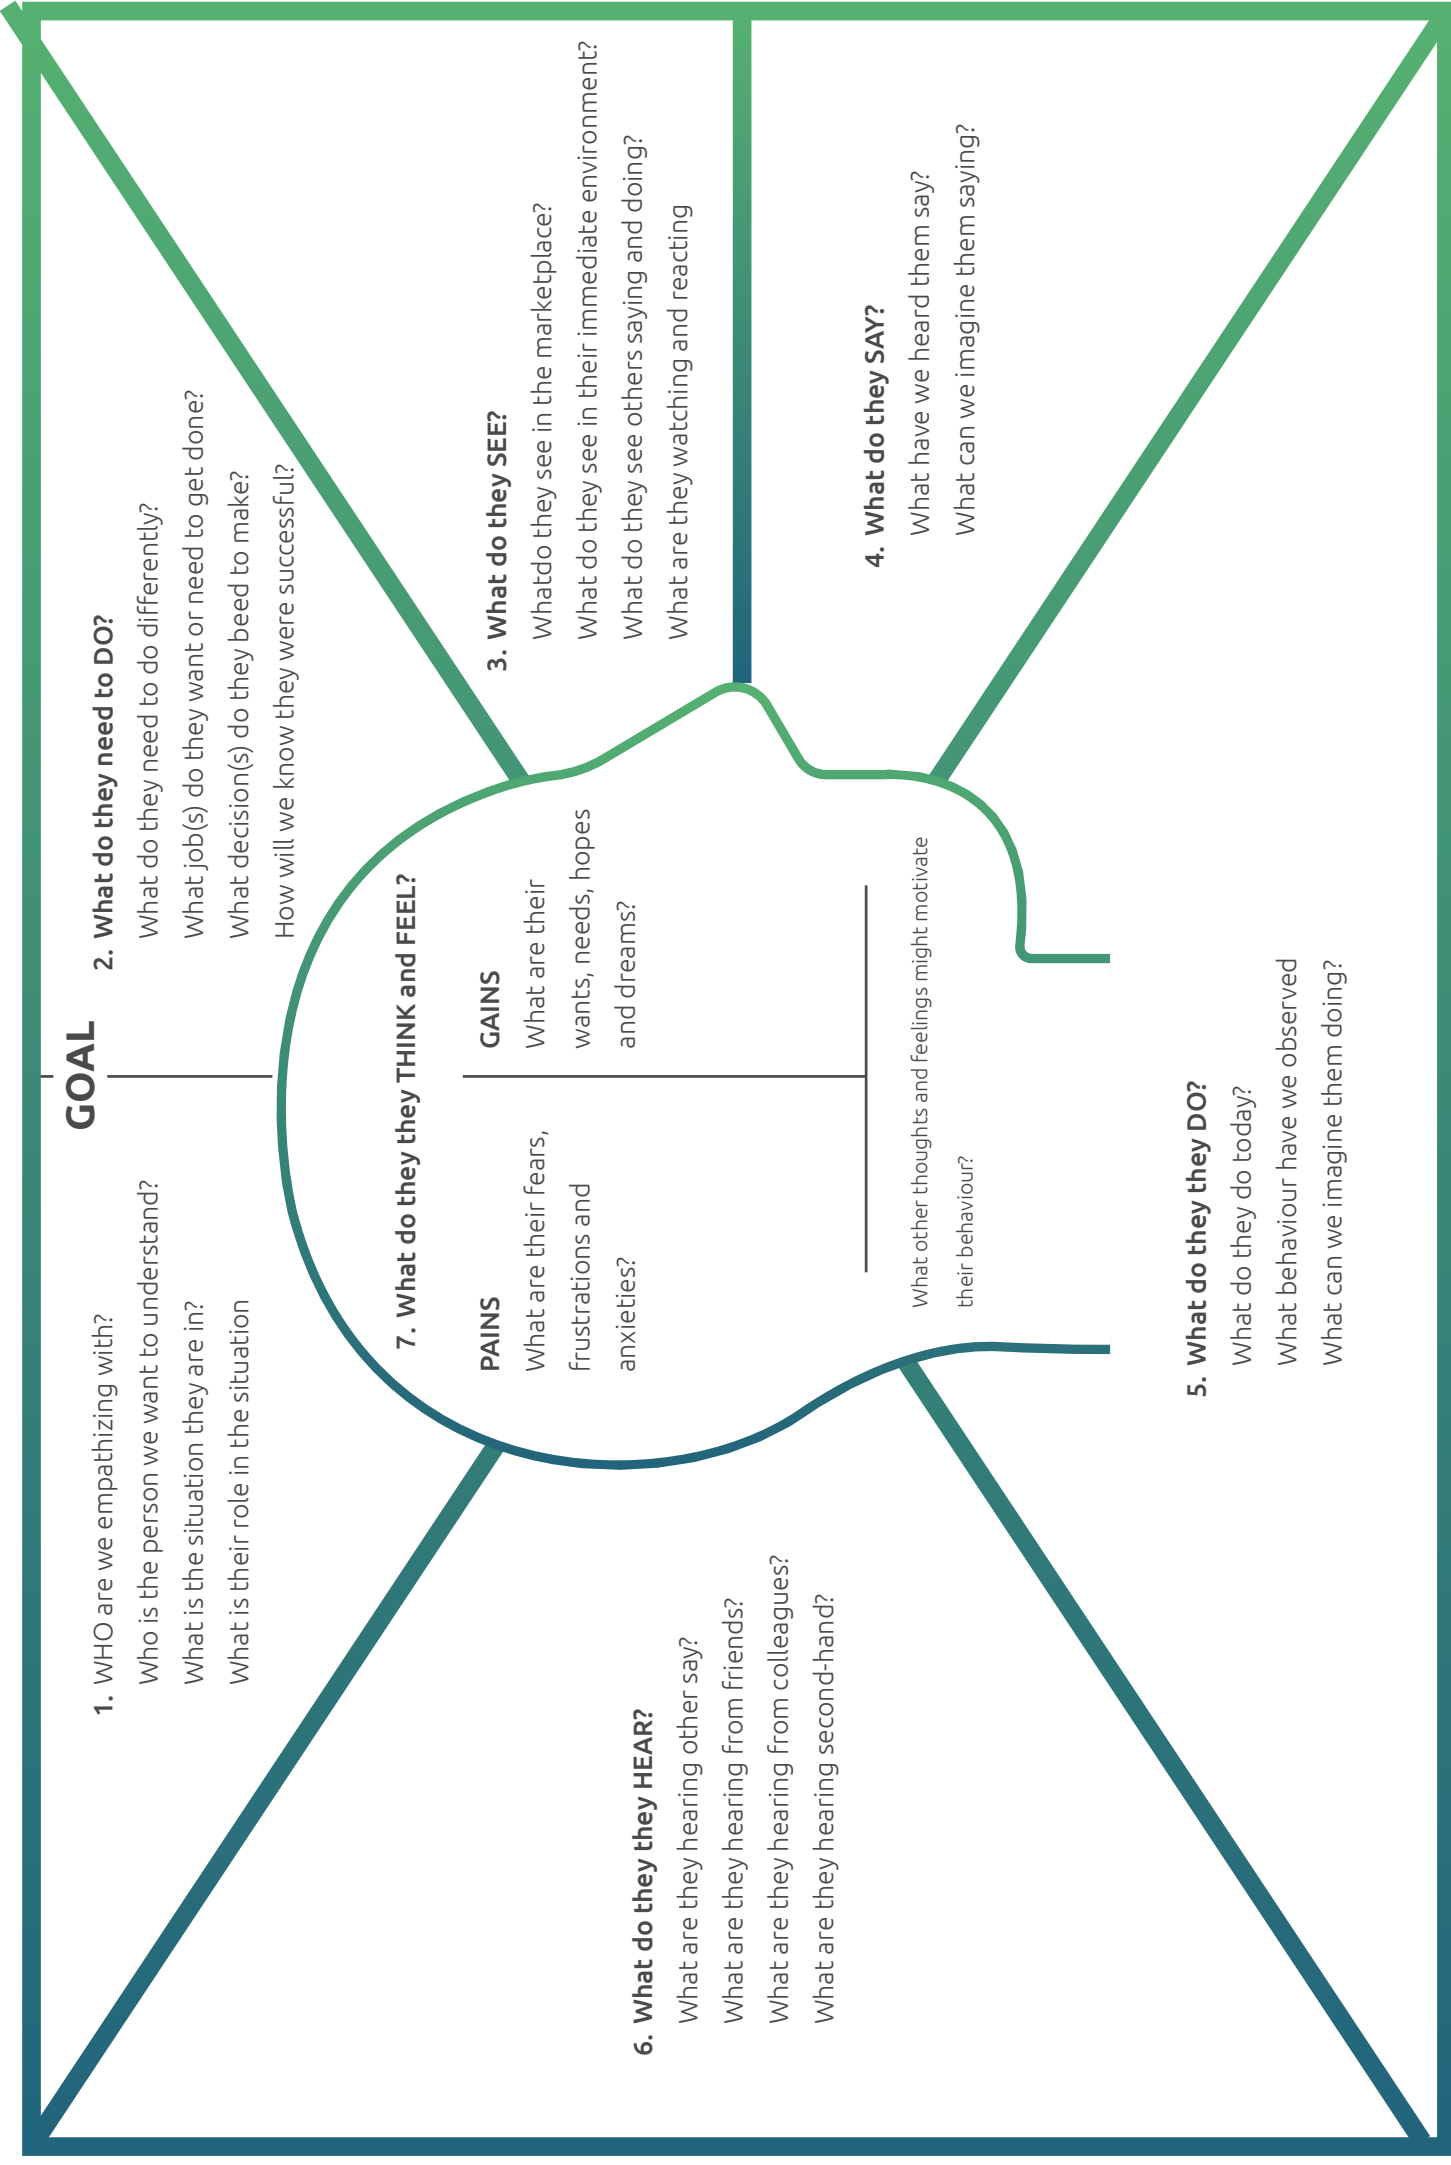 GOAL
1. WHO are we empathizing with?
Who is the person we want to understand?
What is the situation they are in?
What is their role in the situation
2. What do they need to DO?
What do they need to do differently?
What job(s) do they want or need to get done?
What decision(s) do they beed to make?
How will we know they were successful?
3. What do they SEE?
Whatdo they see in the marketplace?
What do they see in their immediate environment?
What do they see others saying and doing?
What are they watching and reacting
4. What do they SAY?
What have we heard them say?
What can we imagine them saying?
5. What do they they DO?
What do they do today?
What behaviour have we observed
What can we imagine them doing?
6. What do they they HEAR?
What are they hearing other say?
What are they hearing from friends?
What are they hearing from colleagues?
What are they hearing second-hand?
7. What do they they THINK and FEEL?
PAINS
What are their fears,
frustrations and
anxieties?
GAINS
What are their
wants, needs, hopes
and dreams?
What other thoughts and feelings might motivate
their behaviour?